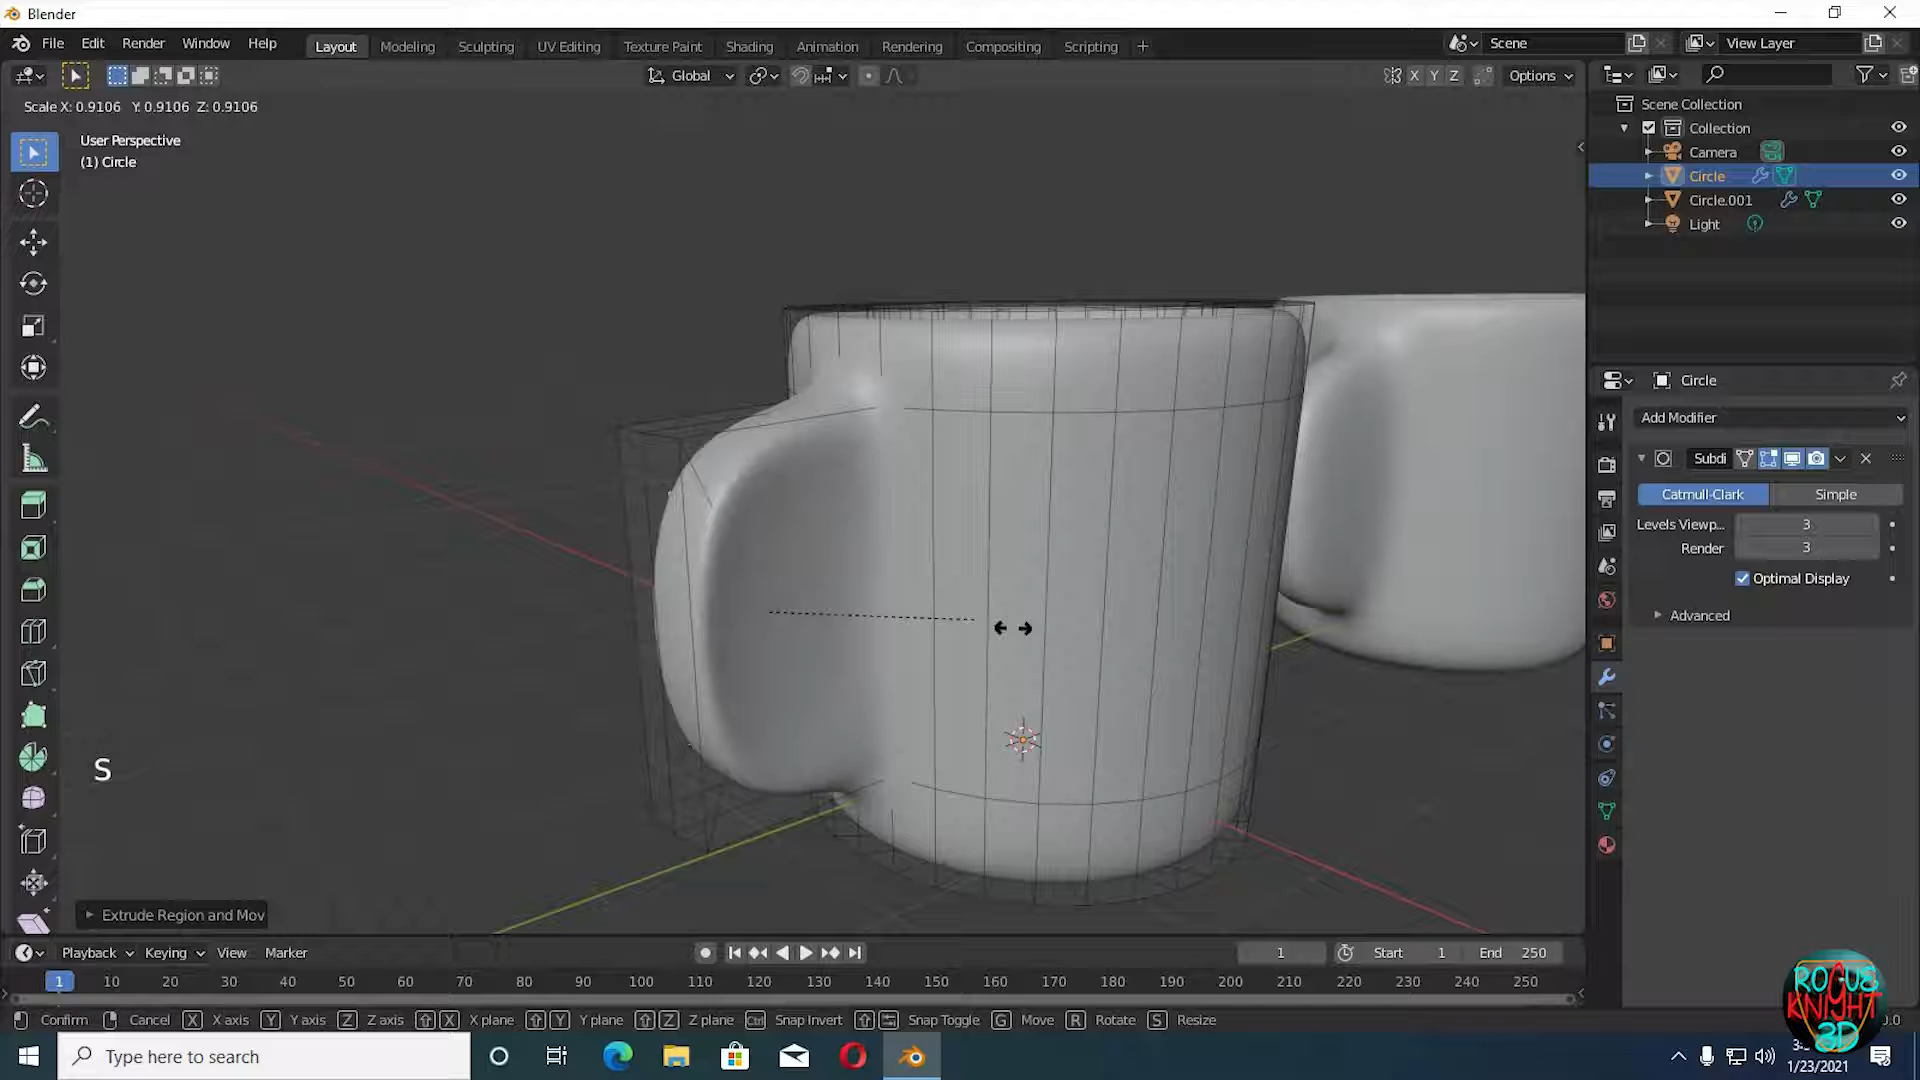 Blender
File Edit Render Window Help Layout Modeling Sculpting UV Editing Texture Paint Shading Animation Rendering Compositing Scripting + Scene View Layer
Global X Y Z Options
Scale X: 0.9106 Y: 0.9106 Z: 0.9106
User Perspective
(1) Circle
Scene Collection
Collection
Camera
Circle
Circle.001
Light
Circle
Add Modifier
Subdi
Catmull-Clark Simple
Levels Viewp... 3
Render 3
Optimal Display
Advanced
S
Extrude Region and Mov
Playback Keying View Marker 1 Start 1 End 250
1 10 20 30 40 50 60 70 80 90 100 110 120 130 140 150 160 170 180 190 200 210 220 230 240 250
Confirm Cancel X X axis Y Y axis Z Z axis X X plane Y Y plane Z Z plane Ctrl Snap Invert Snap Toggle G Move R Rotate S Resize
ROGUE
KNIGHT
3D
Type here to search
1/23/2021